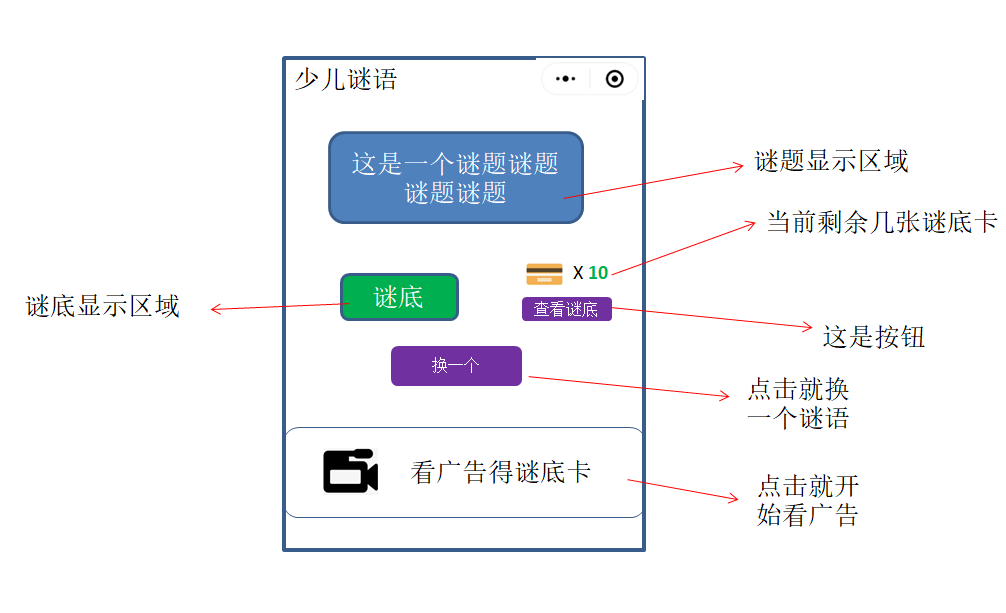 少儿谜语
这是一个谜题谜题
谜题谜题
谜题显示区域
当前剩余几张谜底卡
X 10
谜底
查看谜底
谜底显示区域
这是按钮
换一个
点击就换
一个谜语
看广告得谜底卡
点击就开
始看广告